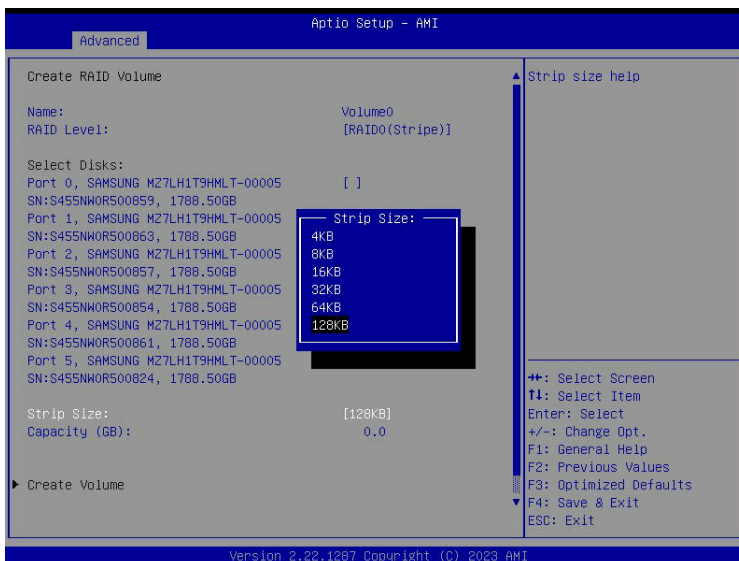 Aptio Setup - AMI
Advanced
Create RAID Volume
Name: Volume0
RAID Level: [RAID0(Stripe)]
Select Disks:
Port 0, SAMSUNG MZ7LH1T9HMLT-00005 [ ]
SN:S455NW0R500859, 1788.50GB
Port 1, SAMSUNG MZ7LH1T9HMLT-00005
SN:S455NW0R500863, 1788.50GB
Port 2, SAMSUNG MZ7LH1T9HMLT-00005
SN:S455NW0R500857, 1788.50GB
Port 3, SAMSUNG MZ7LH1T9HMLT-00005
SN:S455NW0R500854, 1788.50GB
Port 4, SAMSUNG MZ7LH1T9HMLT-00005
SN:S455NW0R500861, 1788.50GB
Port 5, SAMSUNG MZ7LH1T9HMLT-00005
SN:S455NW0R500824, 1788.50GB
Strip Size: [128KB]
Capacity (GB): 0.0
Create Volume
Strip Size:
4KB
8KB
16KB
32KB
64KB
128KB
Strip size help
→←: Select Screen
↑↓: Select Item
Enter: Select
+/-: Change Opt.
F1: General Help
F2: Previous Values
F3: Optimized Defaults
F4: Save & Exit
ESC: Exit
Version 2.22.1287 Copyright (C) 2023 AMI